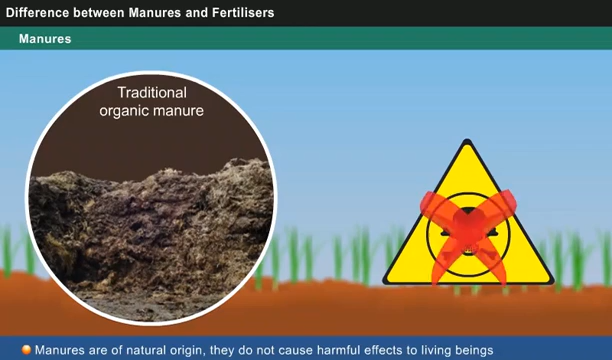 Difference between Manures and Fertilisers
Manures
Traditional
organic manure
Manures are of natural origin, they do not cause harmful effects to living beings